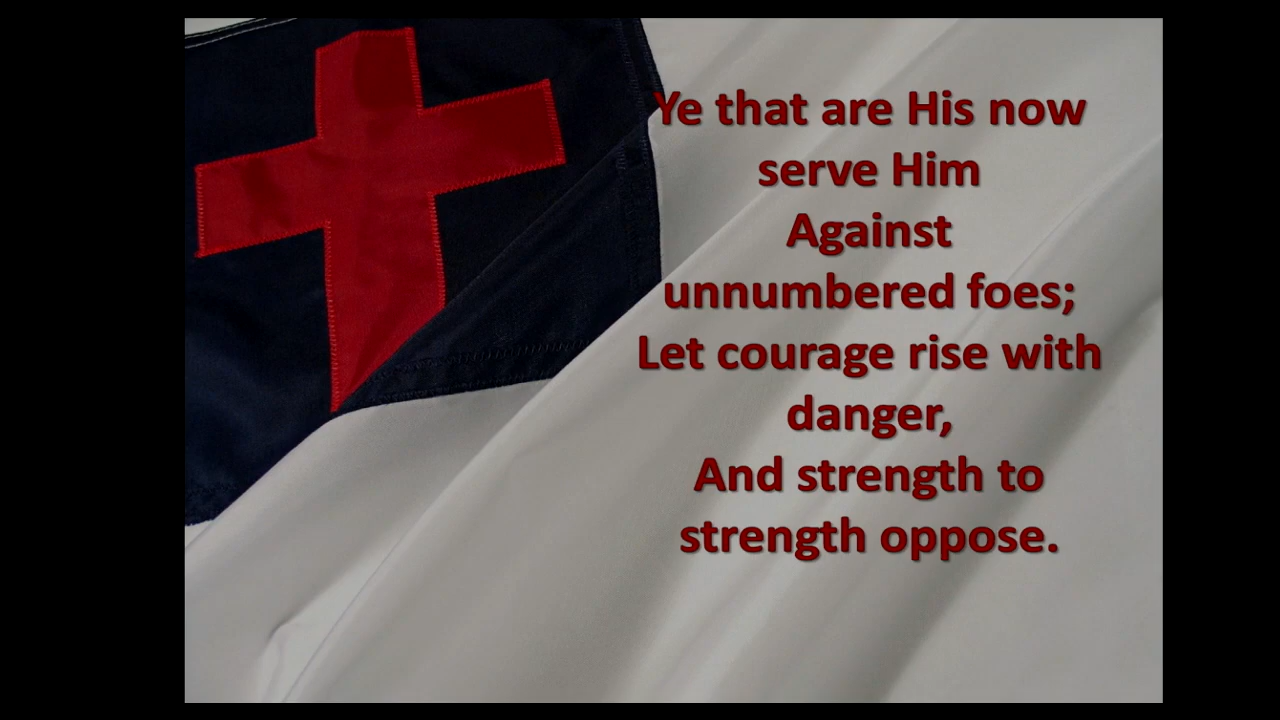 Ye that are His now
serve Him
Against
unnumbered foes;
Let courage rise with
danger,
And strength to
strength oppose.